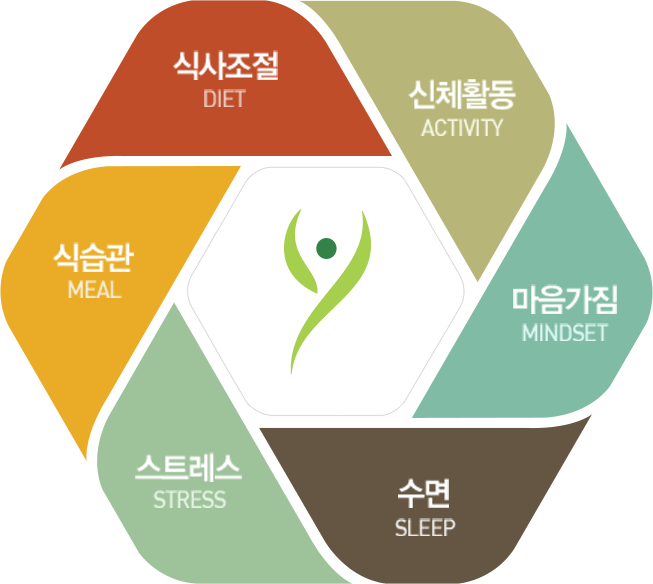 식사조절
DIET
신체활동
ACTIVITY
마음가짐
MINDSET
수면
SLEEP
스트레스
STRESS
식습관
MEAL